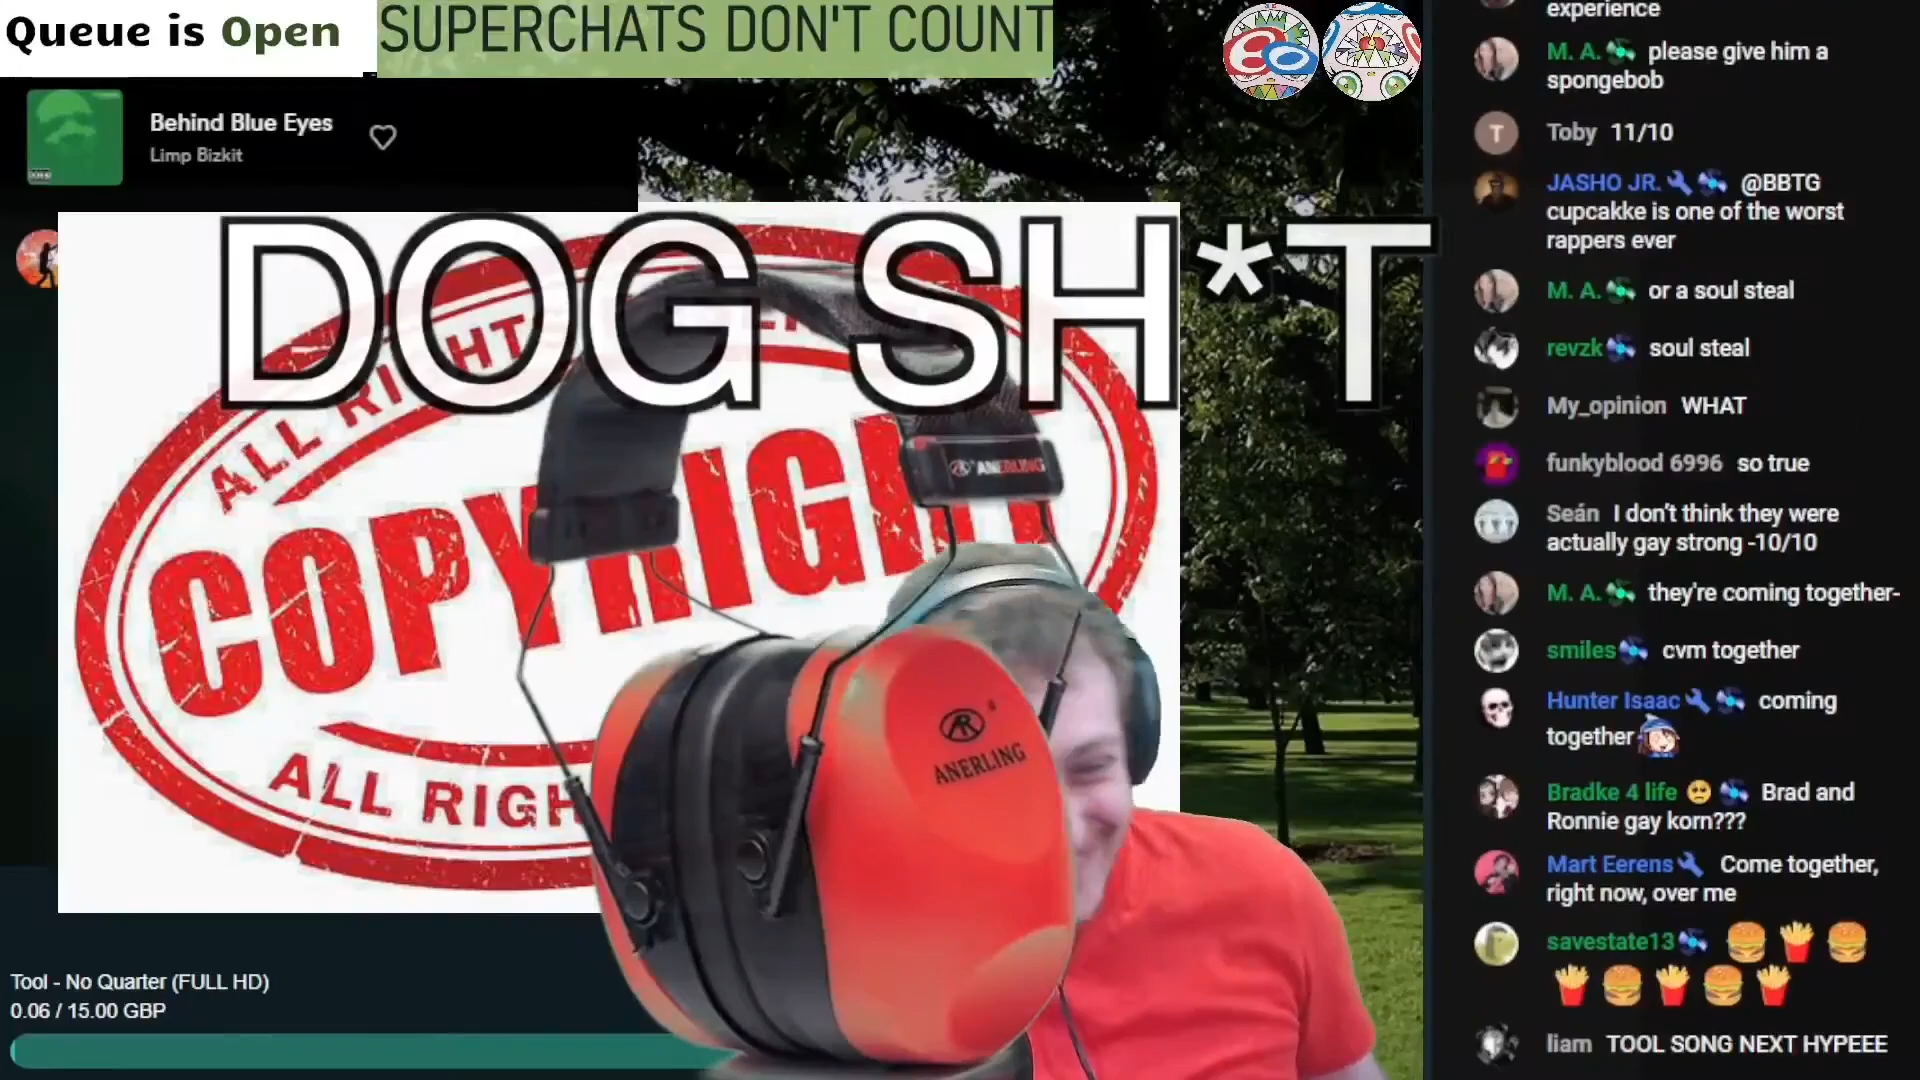 Queue is Open
SUPERCHATS DON'T COUNT
Behind Blue Eyes
Limp Bizkit
DOG SH*T
ALL RIGHT
COPYRIGH
ALL RIGH
ANERLING
ANERLING
Tool - No Quarter (FULL HD)
0.06 / 15.00 GBP
experience
M. A. please give him a
spongebob
T
Toby 11/10
JASHO JR. @BBTG
cupcakke is one of the worst
rappers ever
M. A. or a soul steal
revzk soul steal
My_opinion WHAT
funkyblood 6996 so true
Seán I don't think they were
actually gay strong -10/10
M. A. they're coming together-
smiles cvm together
Hunter Isaac coming
together
Bradke 4 life 🥺 Brad and
Ronnie gay korn???
Mart Eerens Come together,
right now, over me
savestate13 🍔🍟🍔
🍟🍔🍟🍔🍟
liam TOOL SONG NEXT HYPEEE